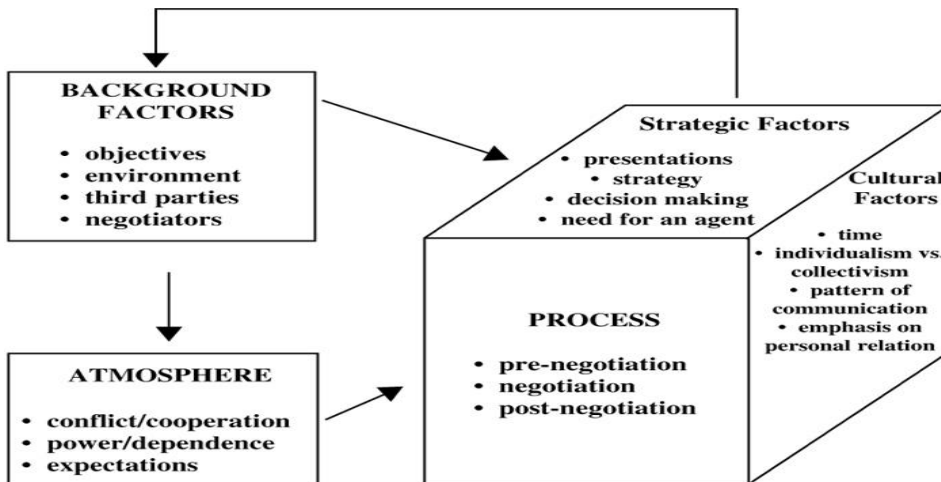 BACKGROUND
FACTORS
• objectives
• environment
• third parties
• negotiators
Strategic Factors
• presentations
• strategy
• decision making
• need for an agent
Cultural
Factors
• time
• individualism vs.
collectivism
• pattern of
communication
• emphasis on
personal relation
PROCESS
• pre-negotiation
• negotiation
• post-negotiation
ATMOSPHERE
• conflict/cooperation
• power/dependence
• expectations